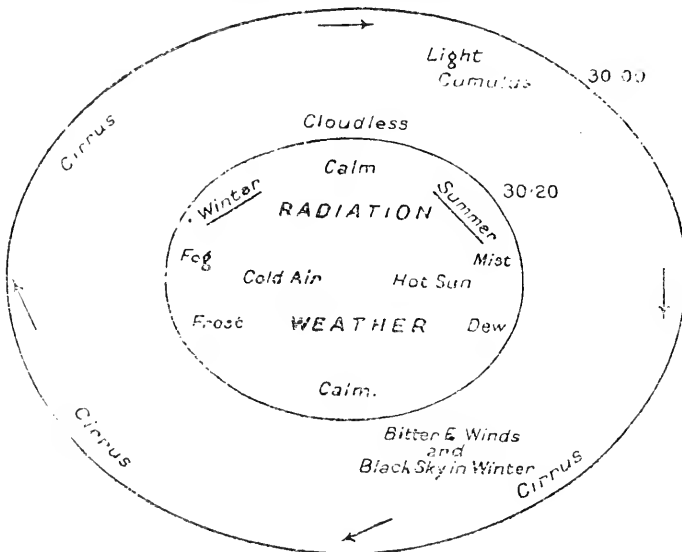 Light
Cumulus
30·00
Cirrus
Cloudless
Calm
30·20
Winter
Summer
RADIATION
Fog
Mist
Cold Air
Hot Sun
Frost
WEATHER
Dew
Calm.
Cirrus
Bitter E. Winds
and
Black Sky in Winter
Cirrus